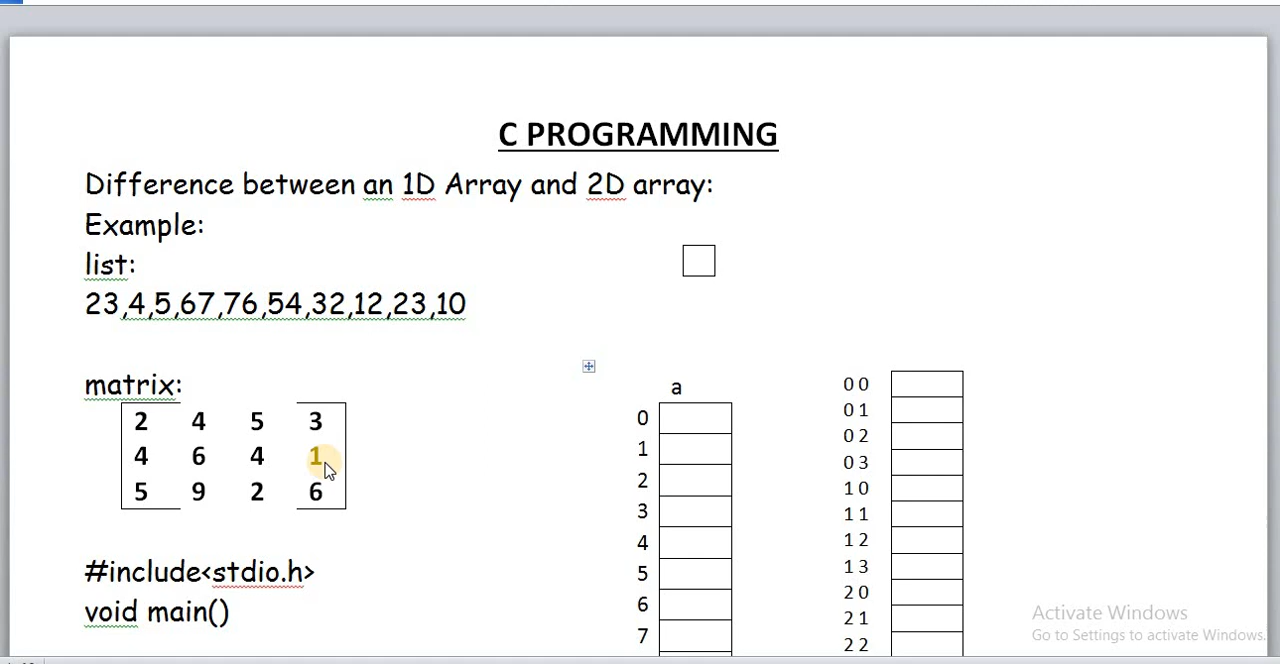 C PROGRAMMING
Difference between an 1D Array and 2D array:
Example:
list:
23,4,5,67,76,54,32,12,23,10
matrix:
2 4 5 3
4 6 4 1
5 9 2 6
#include<stdio.h>
void main()
a
0
1
2
3
4
5
6
7
0 0
0 1
0 2
0 3
1 0
1 1
1 2
1 3
2 0
2 1
2 2
Activate Windows
Go to Settings to activate Windows.